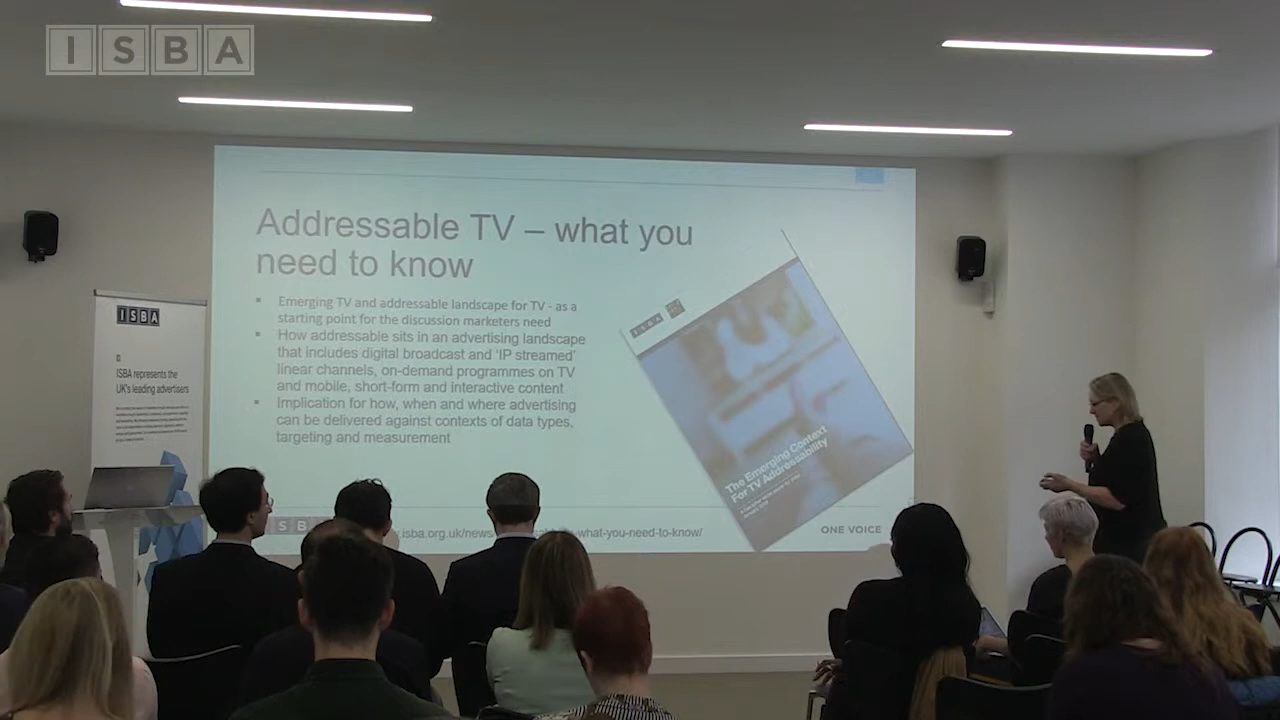 ISBA
Addressable TV – what you
need to know
Emerging TV and addressable landscape for TV - as a
starting point for the discussion marketers need
How addressable sits in an advertising landscape
that includes digital broadcast and ‘IP streamed’
linear channels, on-demand programmes on TV
and mobile, short-form and interactive content
Implication for how, when and where advertising
can be delivered against contexts of data types,
targeting and measurement
ISBA
The Emerging Context
For TV Addressability
.isba.org.uk/news
-what-you-need-to-know/
ONE VOICE
ISBA
ISBA represents the
UK's leading advertisers